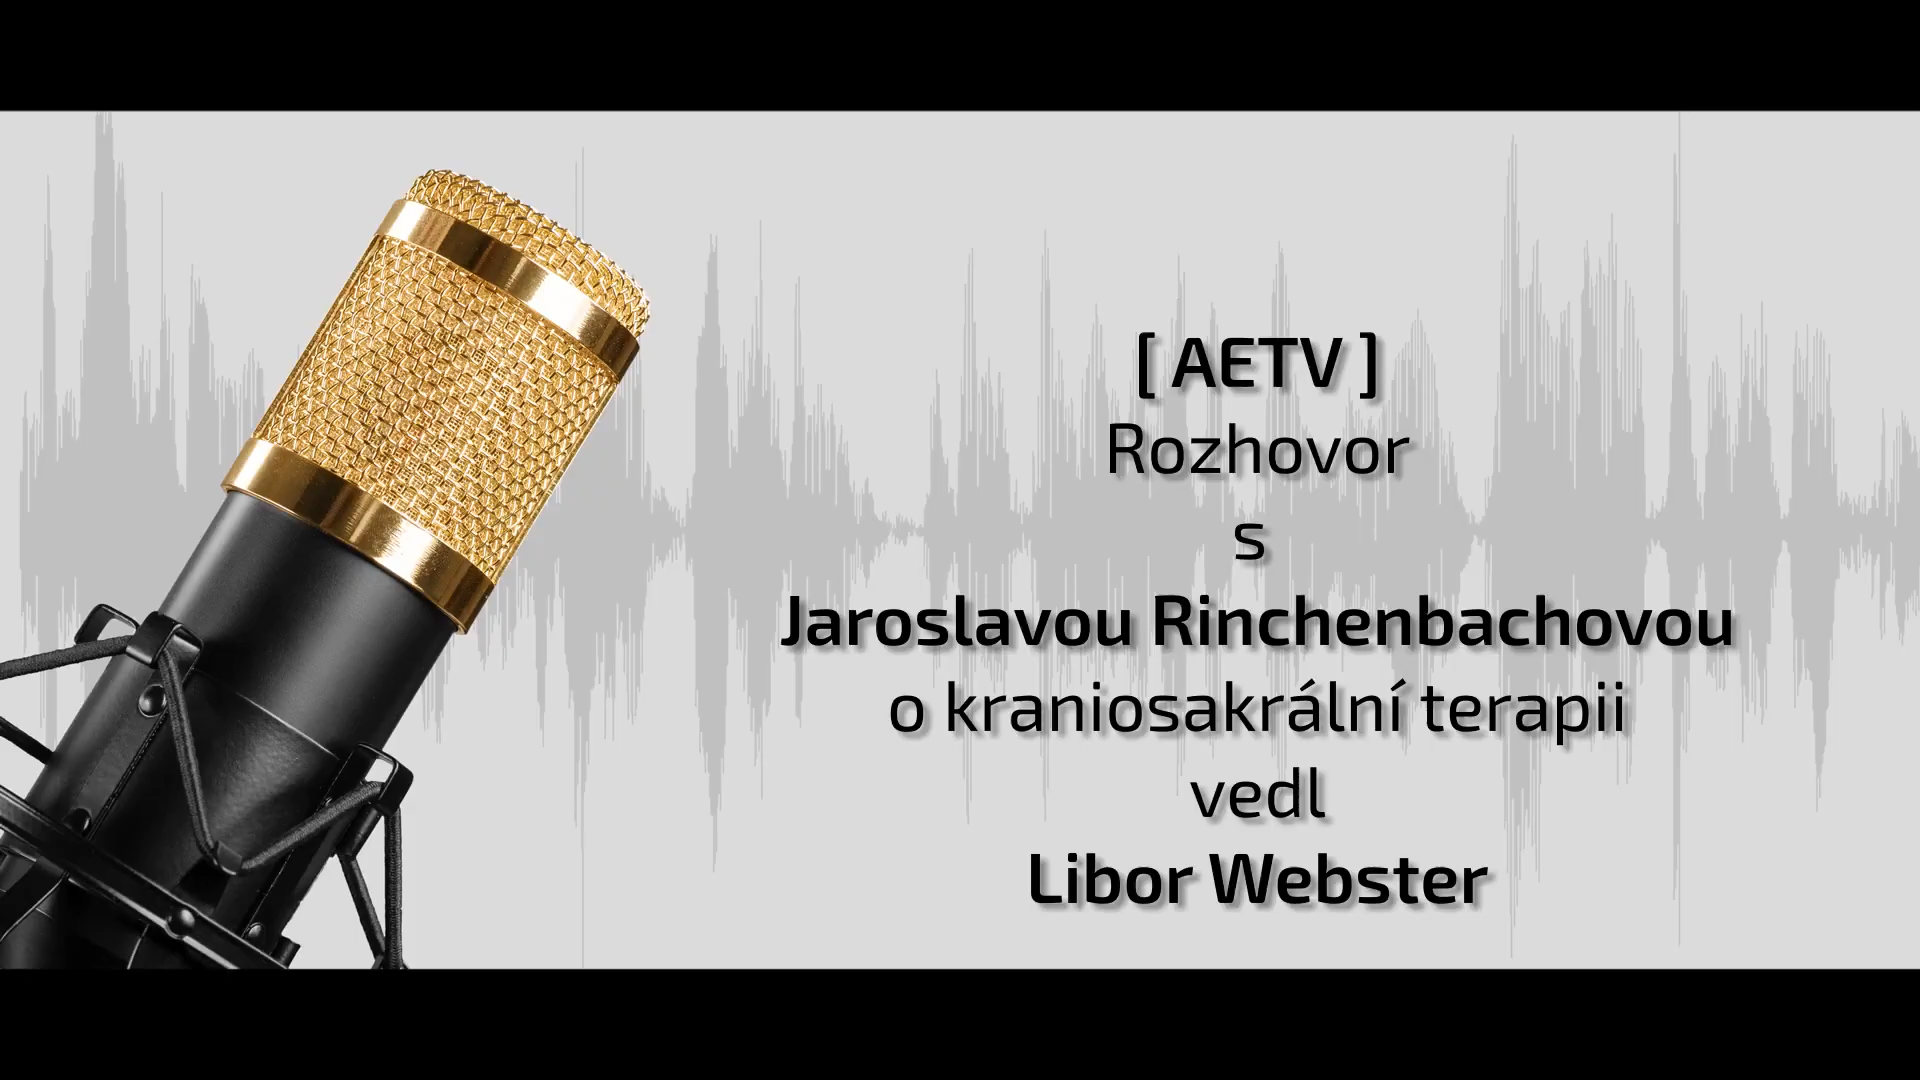 [ AETV ]
Rozhovor
s
Jaroslavou Rinchenbachovou
o kraniosakrální terapii
vedl
Libor Webster